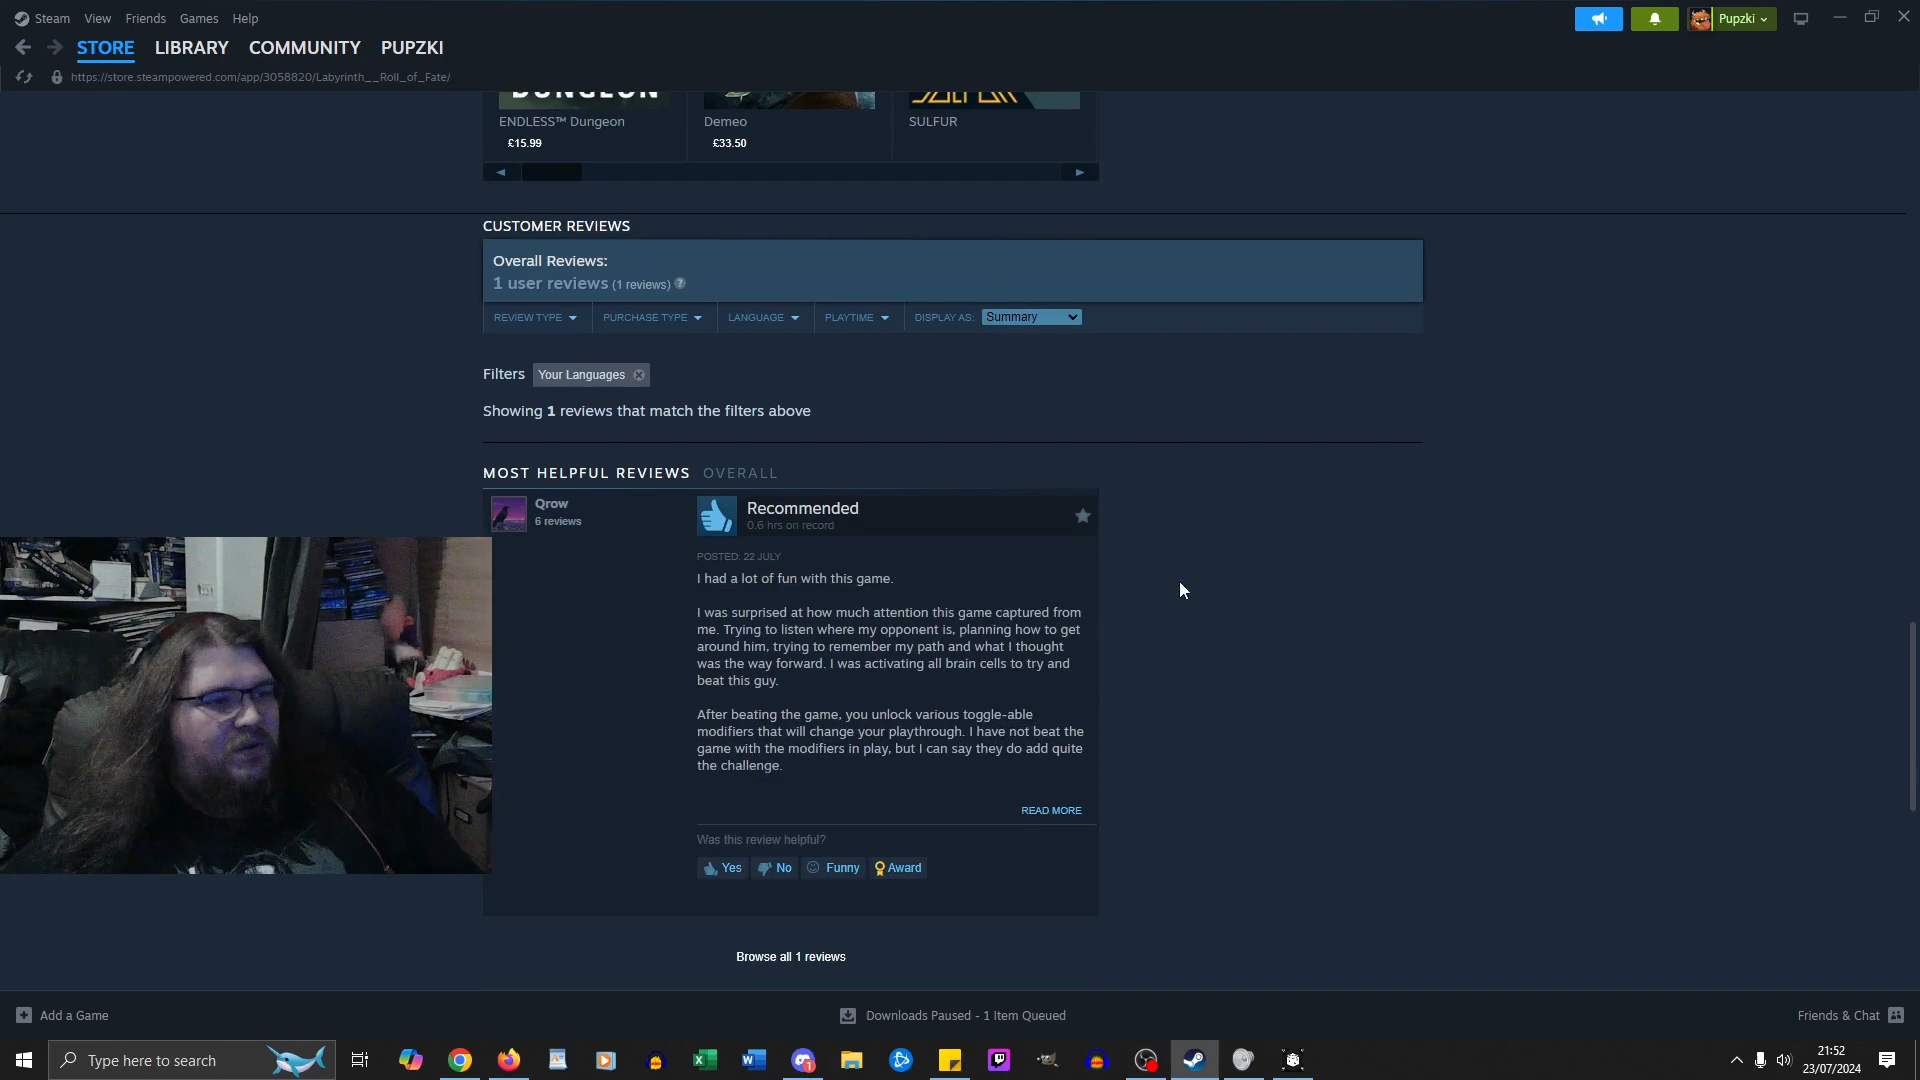 Steam View Friends Games Help
Pupzki
STORE LIBRARY COMMUNITY PUPZKI
https://store.steampowered.com/app/3058820/Labyrinth__Roll_of_Fate/
DUNGEON SULFUR
ENDLESS™ Dungeon Demeo SULFUR
£15.99 £33.50
CUSTOMER REVIEWS
Overall Reviews:
1 user reviews (1 reviews) ?
REVIEW TYPE PURCHASE TYPE LANGUAGE PLAYTIME DISPLAY AS: Summary
Filters Your Languages
Showing 1 reviews that match the filters above
MOST HELPFUL REVIEWS OVERALL
Qrow
6 reviews
Recommended
0.6 hrs on record
POSTED: 22 JULY
I had a lot of fun with this game.
I was surprised at how much attention this game captured from
me. Trying to listen where my opponent is, planning how to get
around him, trying to remember my path and what I thought
was the way forward. I was activating all brain cells to try and
beat this guy.
After beating the game, you unlock various toggle-able
modifiers that will change your playthrough. I have not beat the
game with the modifiers in play, but I can say they do add quite
the challenge.
READ MORE
Was this review helpful?
Yes No Funny Award
Browse all 1 reviews
Add a Game Downloads Paused - 1 Item Queued Friends & Chat
Type here to search
21:52
23/07/2024